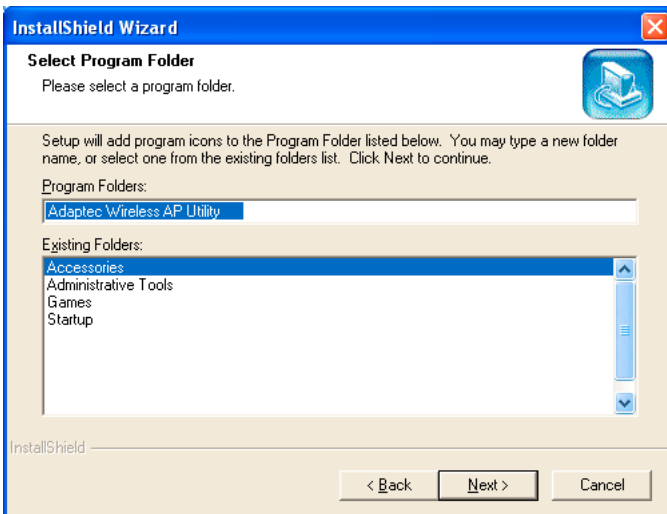 InstallShield Wizard
Select Program Folder
Please select a program folder.
Setup will add program icons to the Program Folder listed below. You may type a new folder
name, or select one from the existing folders list. Click Next to continue.
Program Folders:
Adaptec Wireless AP Utility
Existing Folders:
Accessories
Administrative Tools
Games
Startup
InstallShield
< Back
Next >
Cancel